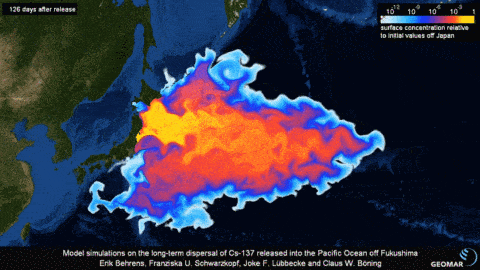 126 days after release
10-12 10-9 10-6 10-3 1
surface concentration relative
to initial values off Japan
Model simulations on the long-term dispersal of Cs-137 released into the Pacific Ocean off Fukushima
Erik Behrens, Franziska U. Schwarzkopf, Joke F. Lübbecke and Claus W. Böning
GEOMAR